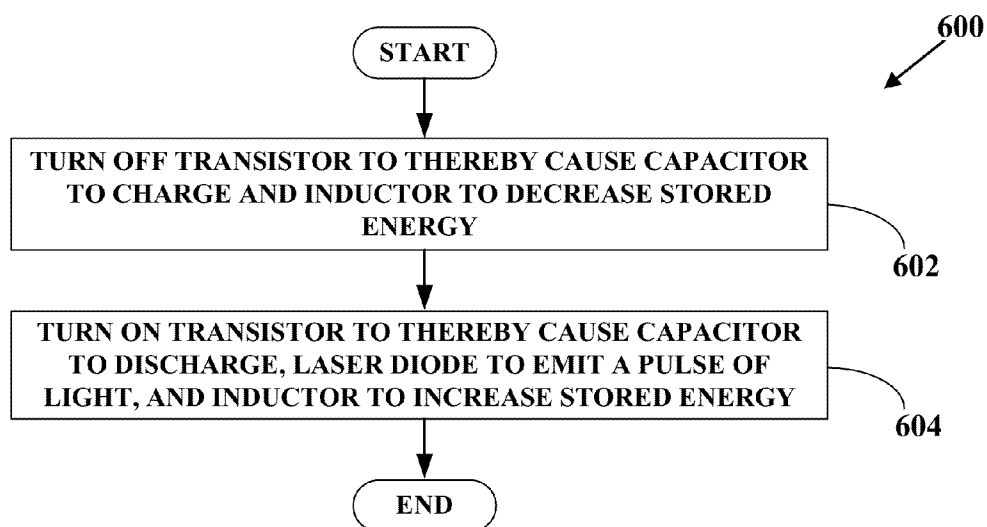 600
START
TURN OFF TRANSISTOR TO THEREBY CAUSE CAPACITOR
TO CHARGE AND INDUCTOR TO DECREASE STORED
ENERGY
602
TURN ON TRANSISTOR TO THEREBY CAUSE CAPACITOR
TO DISCHARGE, LASER DIODE TO EMIT A PULSE OF
LIGHT, AND INDUCTOR TO INCREASE STORED ENERGY
604
END